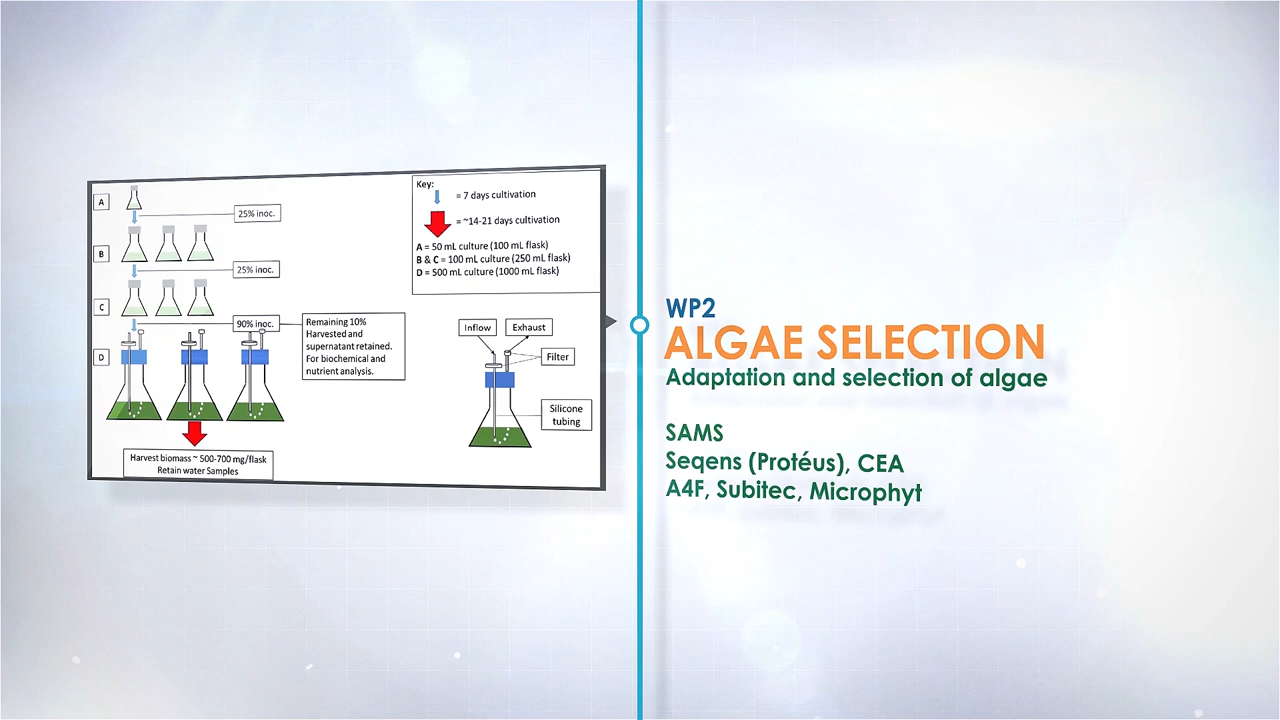 A
25% inoc.
B
25% inoc.
C
90% inoc.
Remaining 10%
Harvested and
supernatant retained.
For biochemical and
nutrient analysis.
D
Harvest biomass ~ 500-700 mg/flask
Retain water Samples
Key:
= 7 days cultivation
= ~14-21 days cultivation
A = 50 mL culture (100 mL flask)
B & C = 100 mL culture (250 mL flask)
D = 500 mL culture (1000 mL flask)
Inflow
Exhaust
Filter
Silicone
tubing
WP2
ALGAE SELECTION
Adaptation and selection of algae
SAMS
Seqens (Protéus), CEA
A4F, Subitec, Microphyt